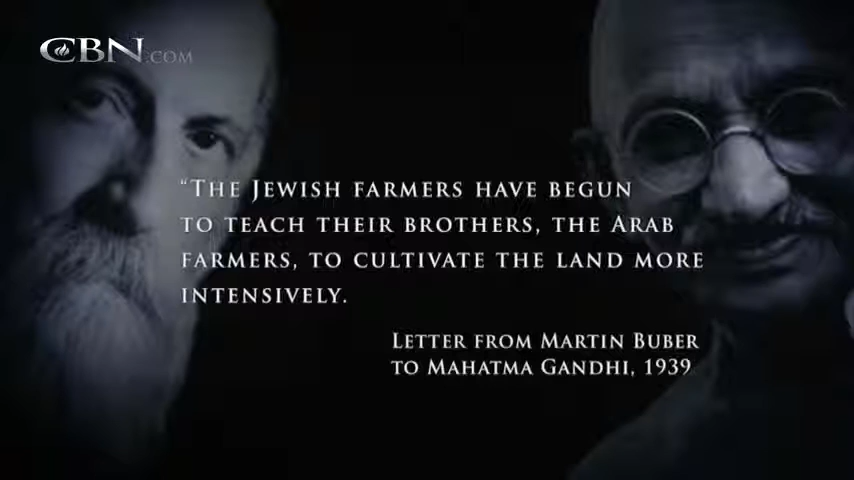 CBN.COM
“THE JEWISH FARMERS HAVE BEGUN
TO TEACH THEIR BROTHERS, THE ARAB
FARMERS, TO CULTIVATE THE LAND MORE
INTENSIVELY.
LETTER FROM MARTIN BUBER
TO MAHATMA GANDHI, 1939